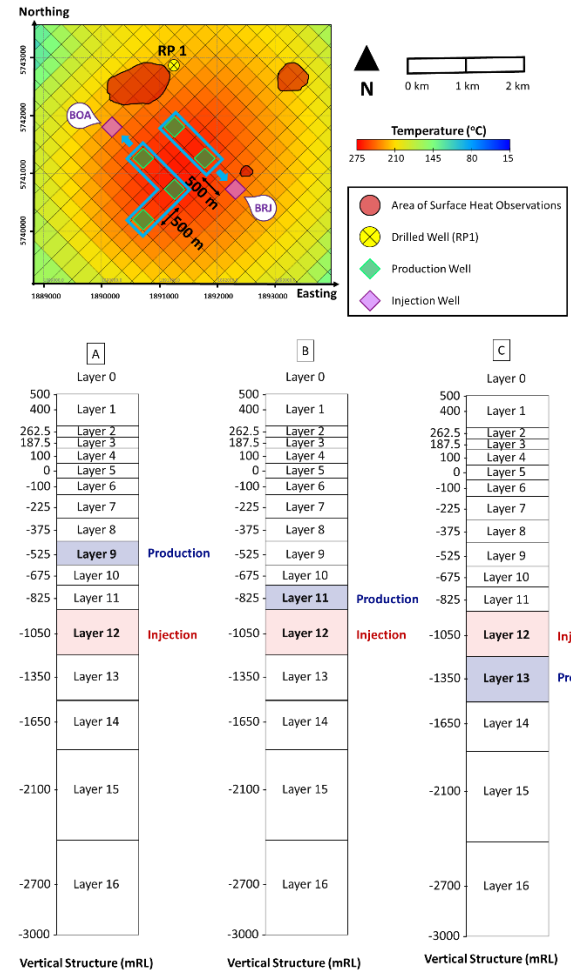 Northing
5743000
5742000
5741000
5740000
1889000
1890000
1891000
1892000
1893000
Easting
RP 1
BOA
BRJ
500 m
500 m
N
0 km
1 km
2 km
Temperature (°C)
275
210
145
80
15
Area of Surface Heat Observations
Drilled Well (RP1)
Production Well
Injection Well
A
Layer 0
500
400
Layer 1
262.5
Layer 2
187.5
Layer 3
100
Layer 4
0
Layer 5
-100
Layer 6
-225
Layer 7
-375
Layer 8
-525
Layer 9
Production
-675
Layer 10
-825
Layer 11
-1050
Layer 12
Injection
-1350
Layer 13
-1650
Layer 14
-2100
Layer 15
-2700
Layer 16
-3000
Vertical Structure (mRL)
B
Layer 0
500
400
Layer 1
262.5
Layer 2
187.5
Layer 3
100
Layer 4
0
Layer 5
-100
Layer 6
-225
Layer 7
-375
Layer 8
-525
Layer 9
-675
Layer 10
-825
Layer 11
Production
-1050
Layer 12
Injection
-1350
Layer 13
-1650
Layer 14
-2100
Layer 15
-2700
Layer 16
-3000
Vertical Structure (mRL)
C
Layer 0
500
400
Layer 1
262.5
Layer 2
187.5
Layer 3
100
Layer 4
0
Layer 5
-100
Layer 6
-225
Layer 7
-375
Layer 8
-525
Layer 9
-675
Layer 10
-825
Layer 11
-1050
Layer 12
Inj
-1350
Layer 13
Pr
-1650
Layer 14
-2100
Layer 15
-2700
Layer 16
-3000
Vertical Structure (mRL)